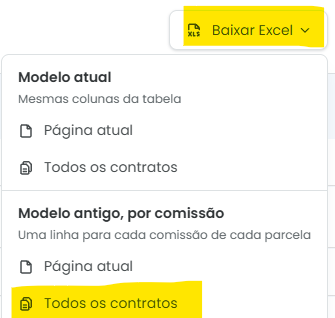 XLS Baixar Excel
Modelo atual
Mesmas colunas da tabela
Página atual
Todos os contratos
Modelo antigo, por comissão
Uma linha para cada comissão de cada parcela
Página atual
Todos os contratos